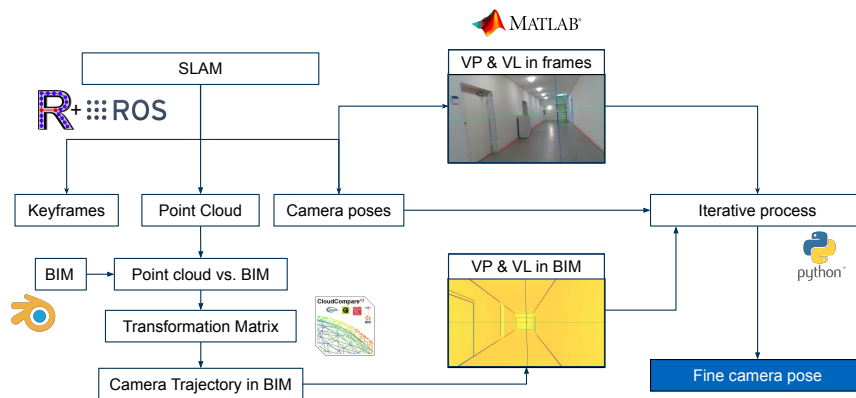 MATLAB®
SLAM
VP & VL in frames
R+ ROS
Keyframes
Point Cloud
Camera poses
Iterative process
python™
BIM
Point cloud vs. BIM
VP & VL in BIM
CloudCompare
Transformation Matrix
Camera Trajectory in BIM
Fine camera pose